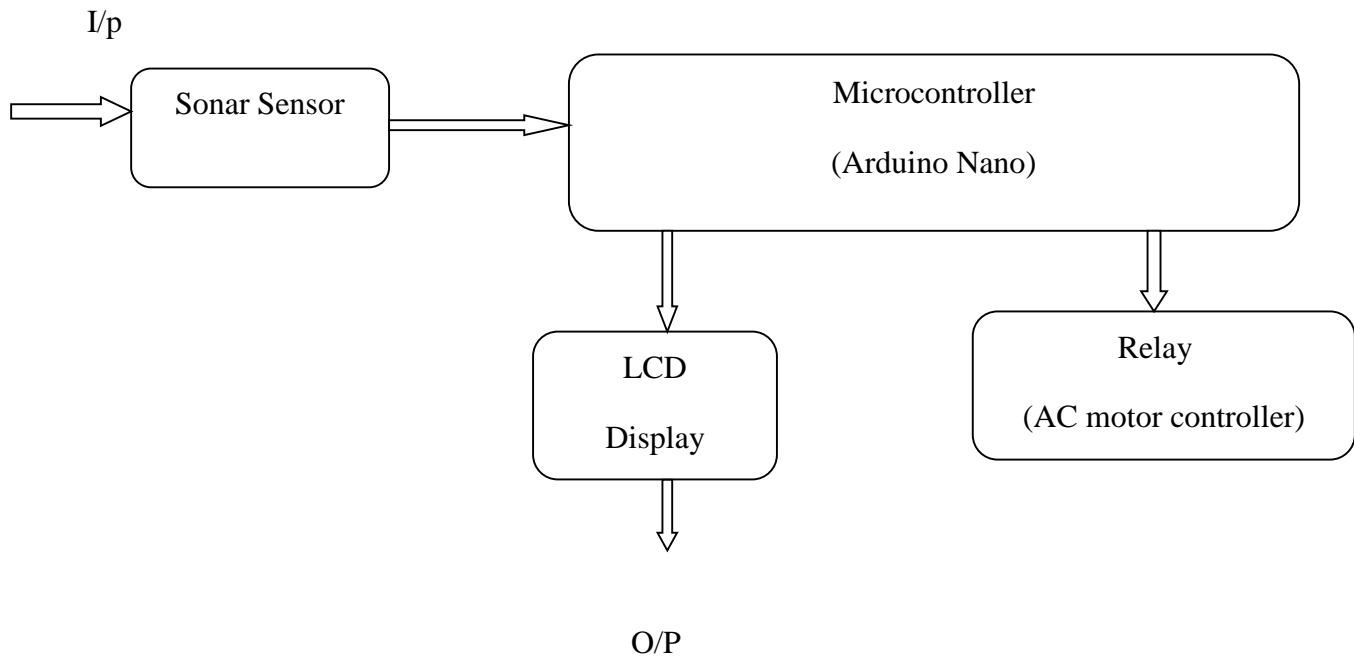 I/p
Sonar Sensor
Microcontroller
(Arduino Nano)
LCD
Display
Relay
(AC motor controller)
O/P